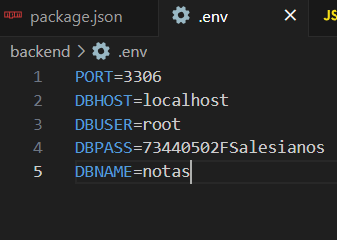 package.json
.env
JS
backend > .env
1 PORT=3306
2 DBHOST=localhost
3 DBUSER=root
4 DBPASS=73440502FSalesianos
5 DBNAME=notas